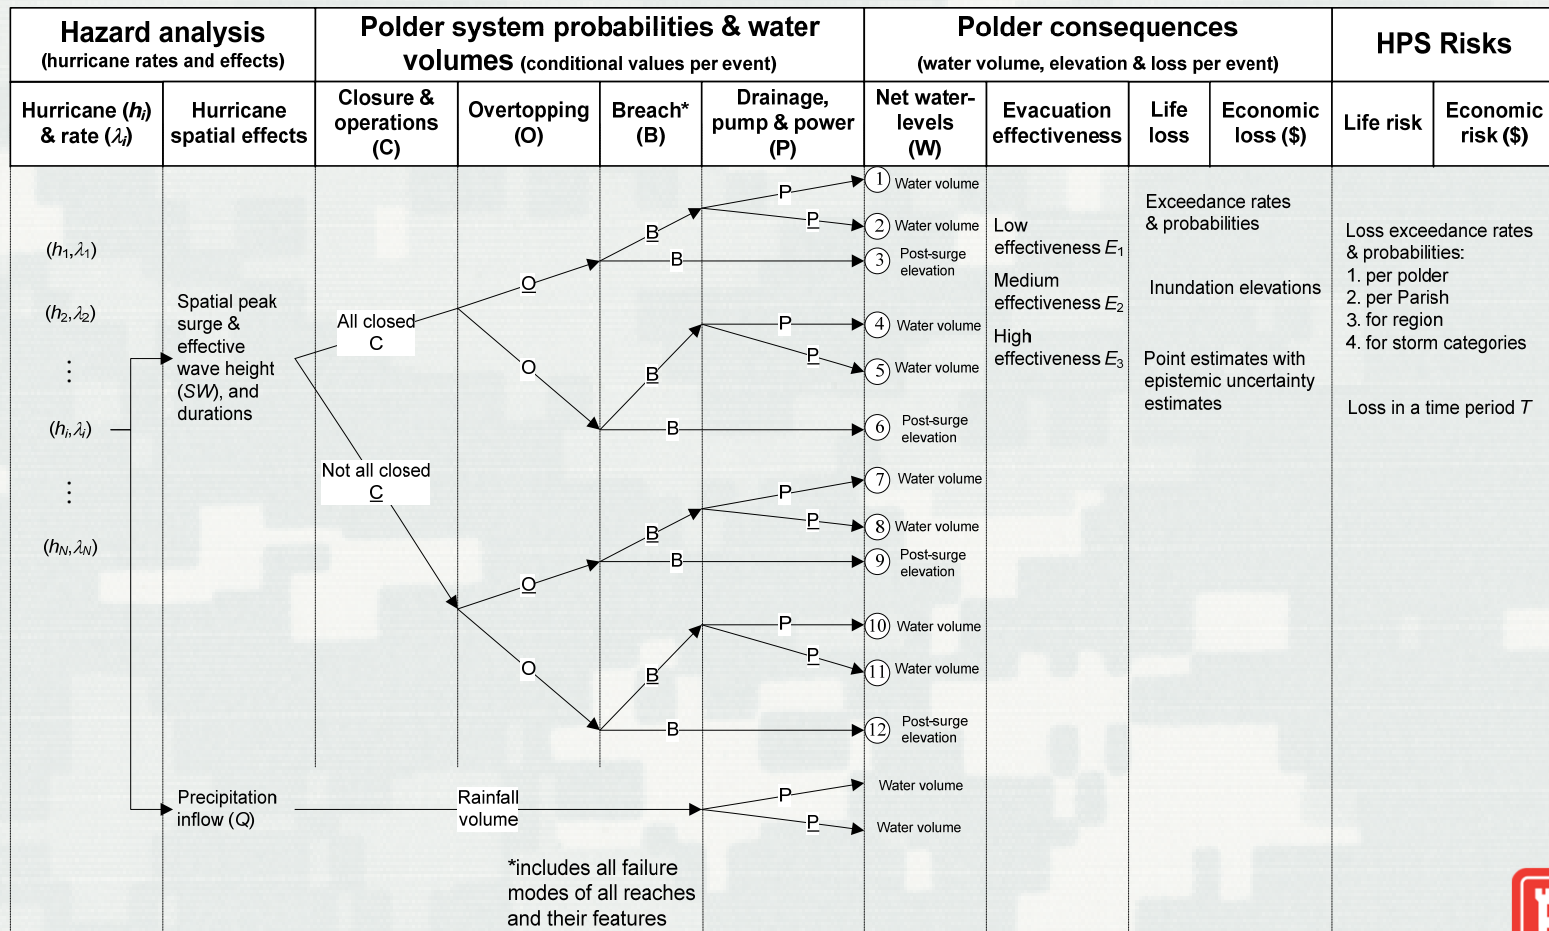 Hazard analysis
(hurricane rates and effects)
Polder system probabilities & water
volumes (conditional values per event)
Polder consequences
(water volume, elevation & loss per event)
HPS Risks
Hurricane (hi)
& rate (λi)
Hurricane
spatial effects
Closure &
operations
(C)
Overtopping
(O)
Breach*
(B)
Drainage,
pump & power
(P)
Net water-
levels
(W)
Evacuation
effectiveness
Life
loss
Economic
loss ($)
Life risk
Economic
risk ($)
(h1,λ1)
(h2,λ2)
⋮
(hi,λi)
⋮
(hN,λN)
Spatial peak
surge &
effective
wave height
(SW), and
durations
All closed
C
Not all closed
C
O
O
O
O
B
B
B
B
B
B
B
B
P
P
P
P
P
P
P
P
1 Water volume
2 Water volume
3 Post-surge
elevation
4 Water volume
5 Water volume
6 Post-surge
elevation
7 Water volume
8 Water volume
9 Post-surge
elevation
10 Water volume
11 Water volume
12 Post-surge
elevation
Low
effectiveness E1
Medium
effectiveness E2
High
effectiveness E3
Exceedance rates
& probabilities
Inundation elevations
Point estimates with
epistemic uncertainty
estimates
Loss exceedance rates
& probabilities:
1. per polder
2. per Parish
3. for region
4. for storm categories
Loss in a time period T
Precipitation
inflow (Q)
Rainfall
volume
P
P
Water volume
Water volume
*includes all failure
modes of all reaches
and their features